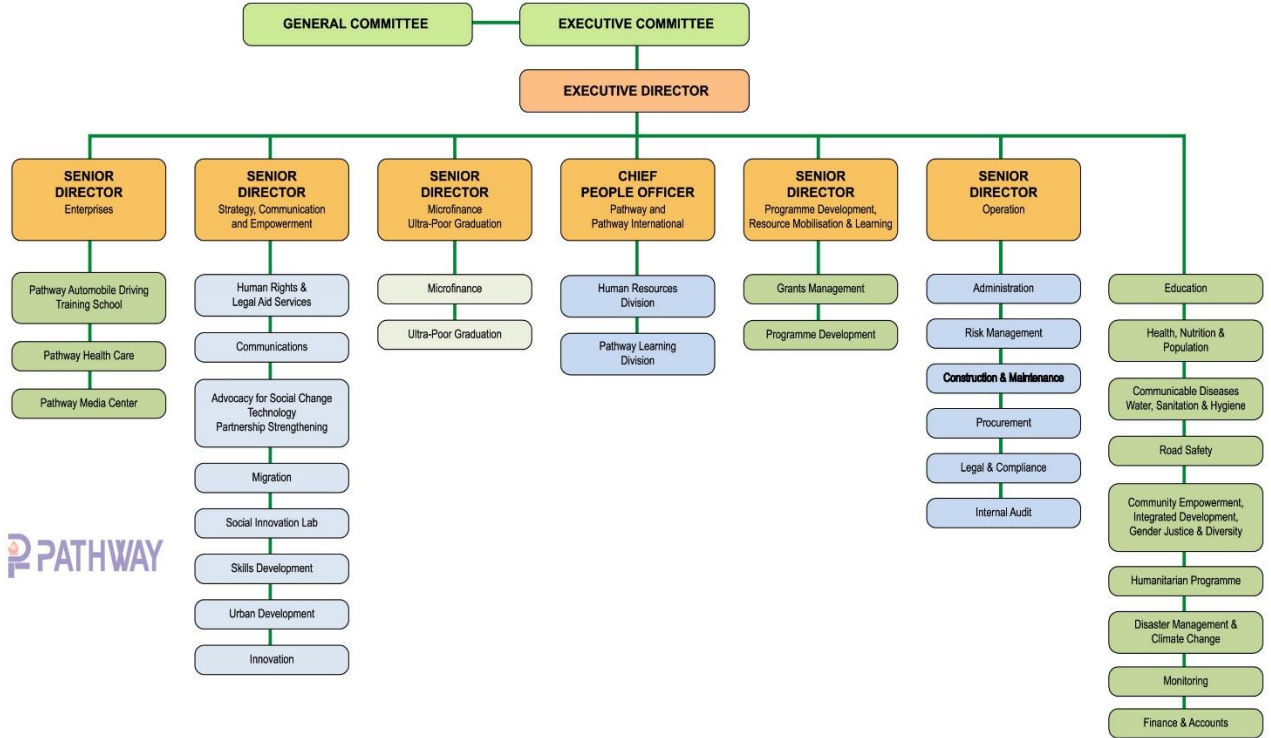 GENERAL COMMITTEE
EXECUTIVE COMMITTEE
EXECUTIVE DIRECTOR
SENIOR
DIRECTOR
Enterprises
Pathway Automobile Driving
Training School
Pathway Health Care
Pathway Media Center
SENIOR
DIRECTOR
Strategy, Communication
and Empowerment
Human Rights &
Legal Aid Services
Communications
Advocacy for Social Change
Technology
Partnership Strengthening
Migration
Social Innovation Lab
Skills Development
Urban Development
Innovation
SENIOR
DIRECTOR
Microfinance
Ultra-Poor Graduation
Microfinance
Ultra-Poor Graduation
CHIEF
PEOPLE OFFICER
Pathway and
Pathway International
Human Resources
Division
Pathway Learning
Division
SENIOR
DIRECTOR
Programme Development,
Resource Mobilisation & Learning
Grants Management
Programme Development
SENIOR
DIRECTOR
Operation
Administration
Risk Management
Construction & Maintenance
Procurement
Legal & Compliance
Internal Audit
Education
Health, Nutrition &
Population
Communicable Diseases
Water, Sanitation & Hygiene
Road Safety
Community Empowerment,
Integrated Development,
Gender Justice & Diversity
Humanitarian Programme
Disaster Management &
Climate Change
Monitoring
Finance & Accounts
PATHWAY